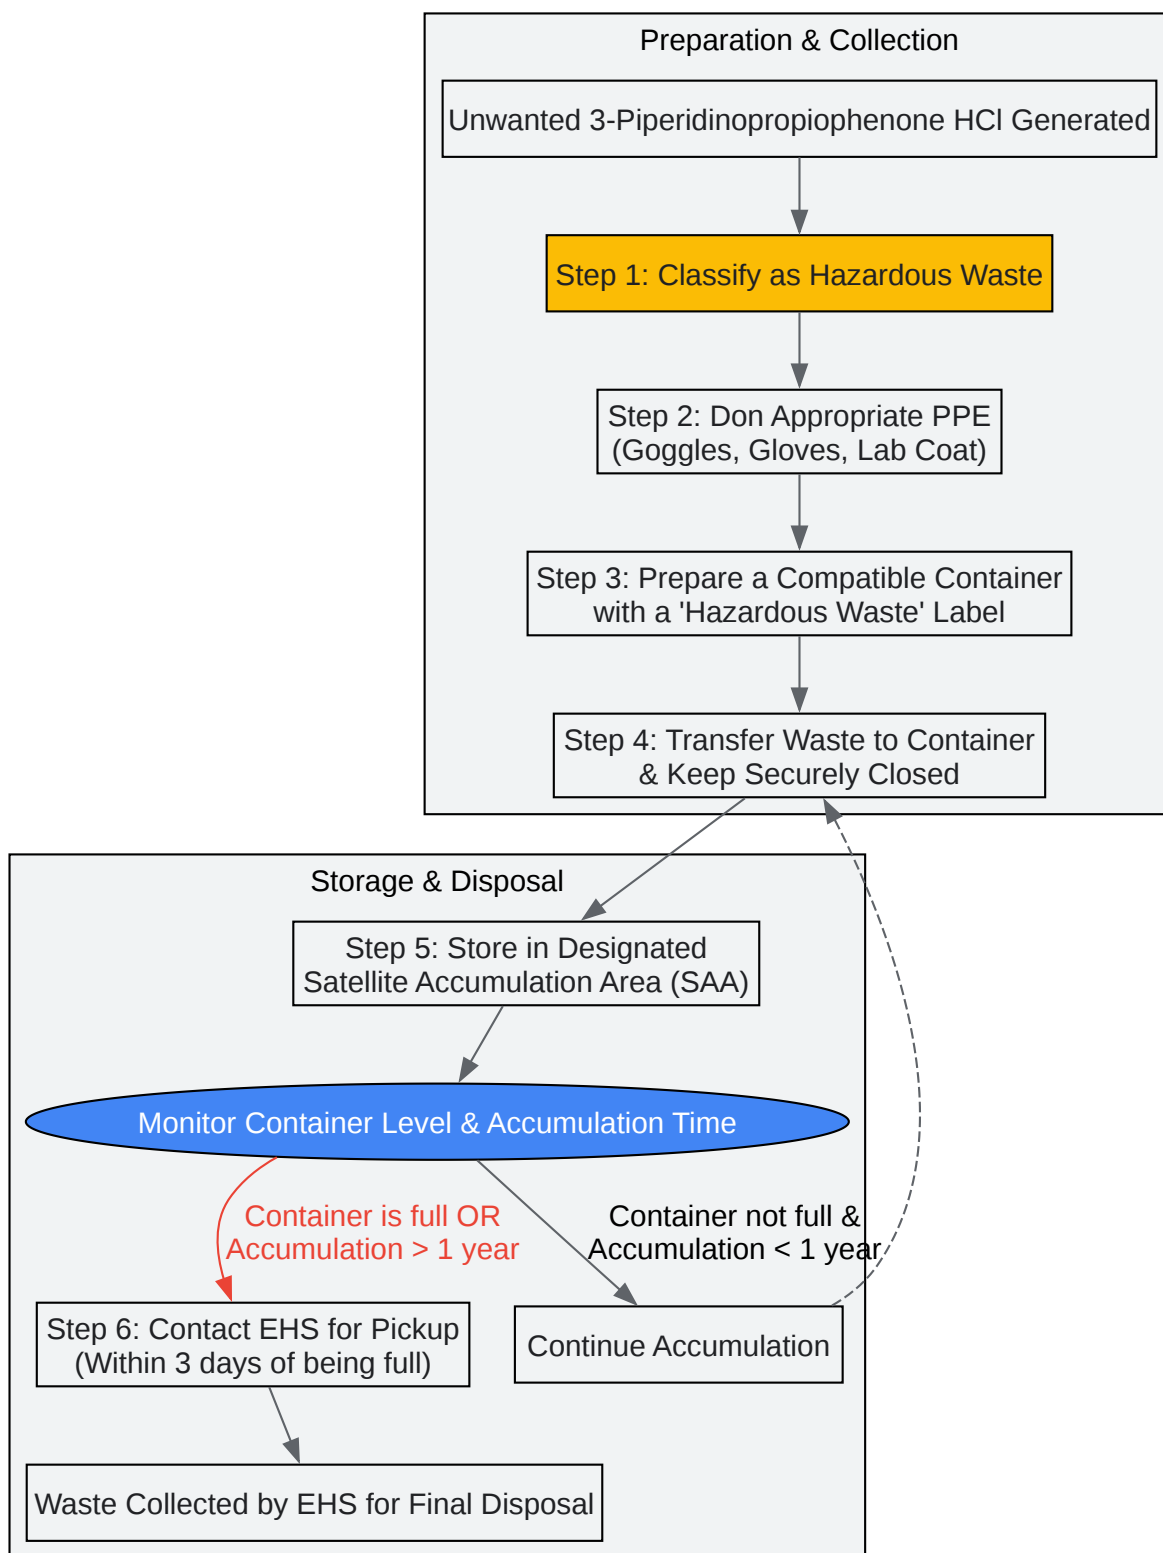 Preparation & Collection
Unwanted 3-Piperidinopropiophenone HCl Generated
Step 1: Classify as Hazardous Waste
Step 2: Don Appropriate PPE
(Goggles, Gloves, Lab Coat)
Step 3: Prepare a Compatible Container
with a 'Hazardous Waste' Label
Step 4: Transfer Waste to Container
& Keep Securely Closed
Storage & Disposal
Step 5: Store in Designated
Satellite Accumulation Area (SAA)
Monitor Container Level & Accumulation Time
Container is full OR
Accumulation > 1 year
Container not full &
Accumulation < 1 year
Step 6: Contact EHS for Pickup
(Within 3 days of being full)
Continue Accumulation
Waste Collected by EHS for Final Disposal